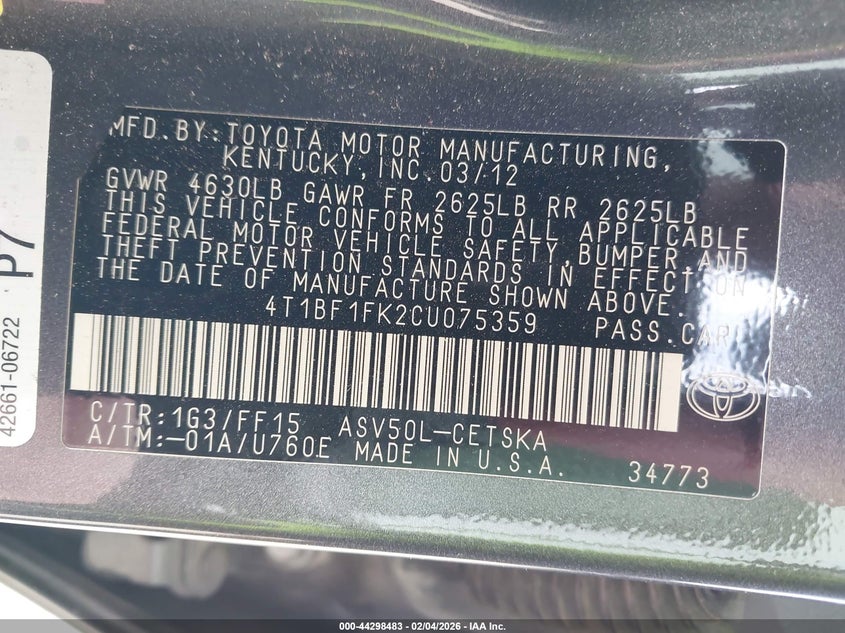 MFD. BY: TOYOTA MOTOR MANUFACTURING,
KENTUCKY, INC. 03/12
GVWR 4630LB GAWR FR 2625LB RR 2625LB
THIS VEHICLE CONFORMS TO ALL APPLICABLE
FEDERAL MOTOR VEHICLE SAFETY, BUMPER AND
THEFT PREVENTION STANDARDS IN EFFECT ON
THE DATE OF MANUFACTURE SHOWN ABOVE.
4T1BF1FK2CU075359 PASS.CAR
C/TR:1G3/FF15 ASV50L-CETSKA
A/TM:-01A/U760E MADE IN U.S.A. 34773
42661-06722 P7
000-44298483 - 02/04/2026 - IAA Inc.